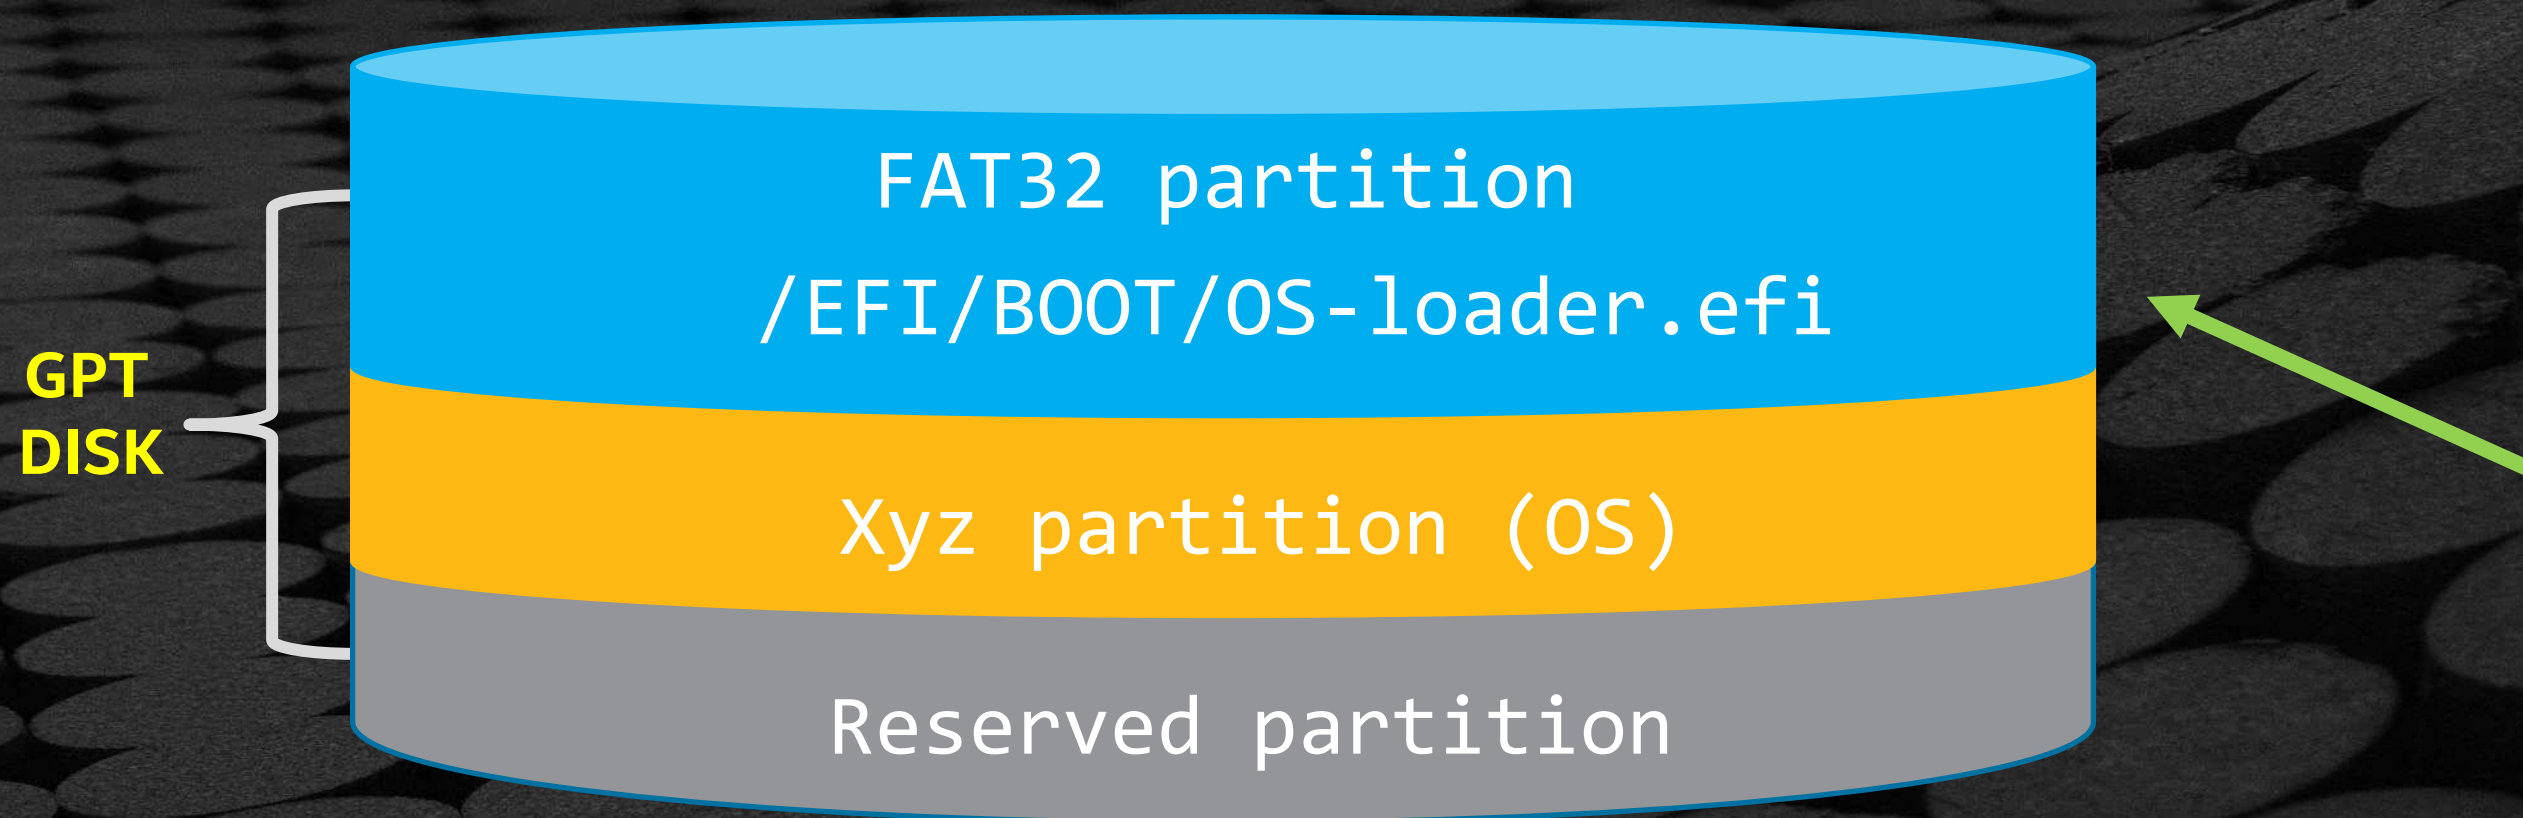 FAT32 partition
/EFI/BOOT/OS-loader.efi
GPT
DISK
Xyz partition (OS)
Reserved partition